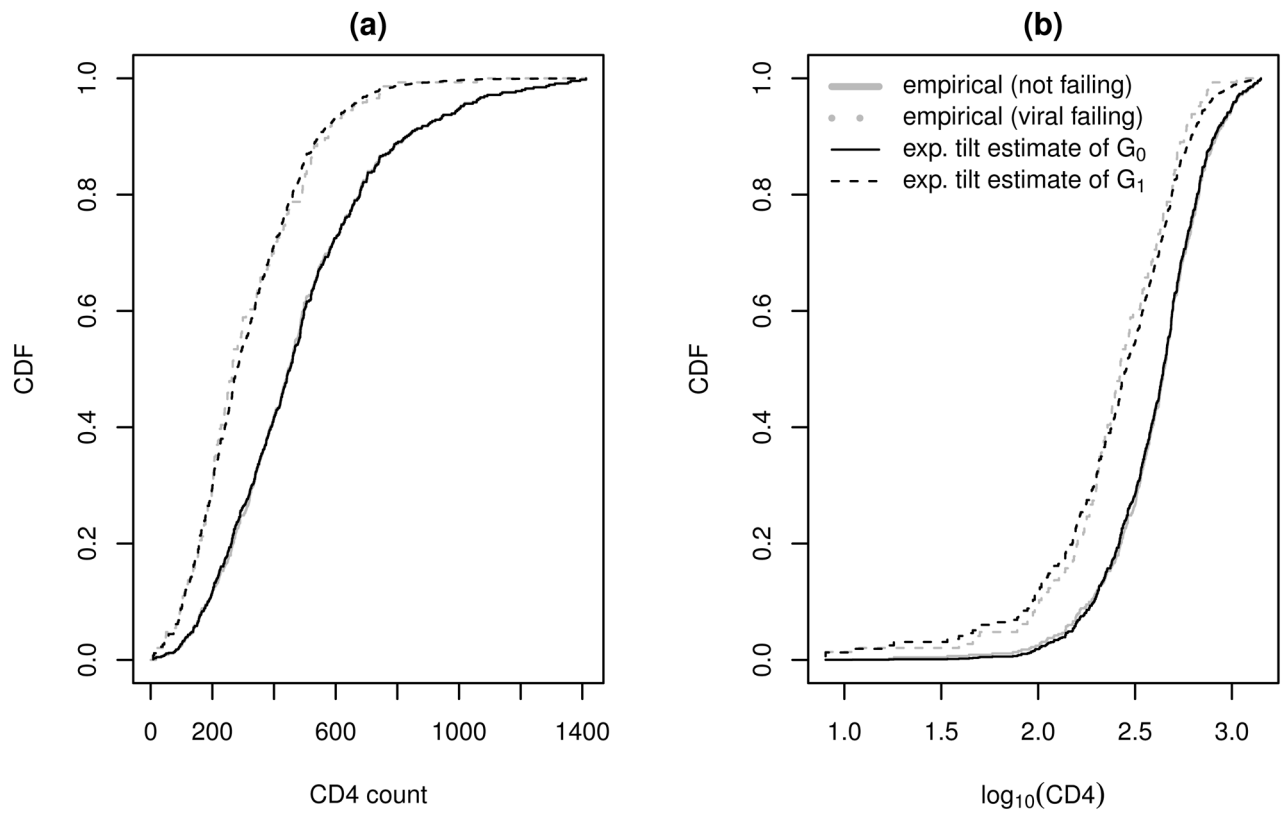 (a)
CDF
0.0 0.2 0.4 0.6 0.8 1.0
0 200 600 1000 1400
CD4 count
(b)
CDF
0.0 0.2 0.4 0.6 0.8 1.0
empirical (not failing)
empirical (viral failing)
exp. tilt estimate of G₀
exp. tilt estimate of G₁
1.0 1.5 2.0 2.5 3.0
log₁₀(CD4)